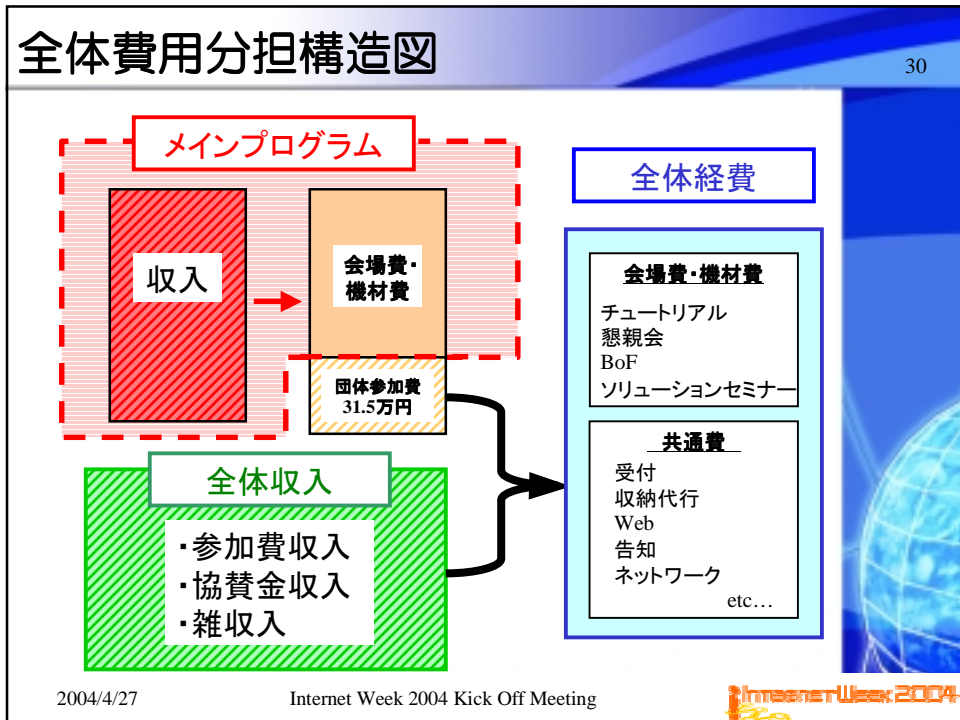 全体費用分担構造図
30
メインプログラム
収入
会場費・
機材費
団体参加費
31.5万円
全体収入
・参加費収入
・協賛金収入
・雑収入
全体経費
会場費・機材費
チュートリアル
懇親会
BoF
ソリューションセミナー
共通費
受付
収納代行
Web
告知
ネットワーク
etc…
2004/4/27
Internet Week 2004 Kick Off Meeting
InternetWeek 2004